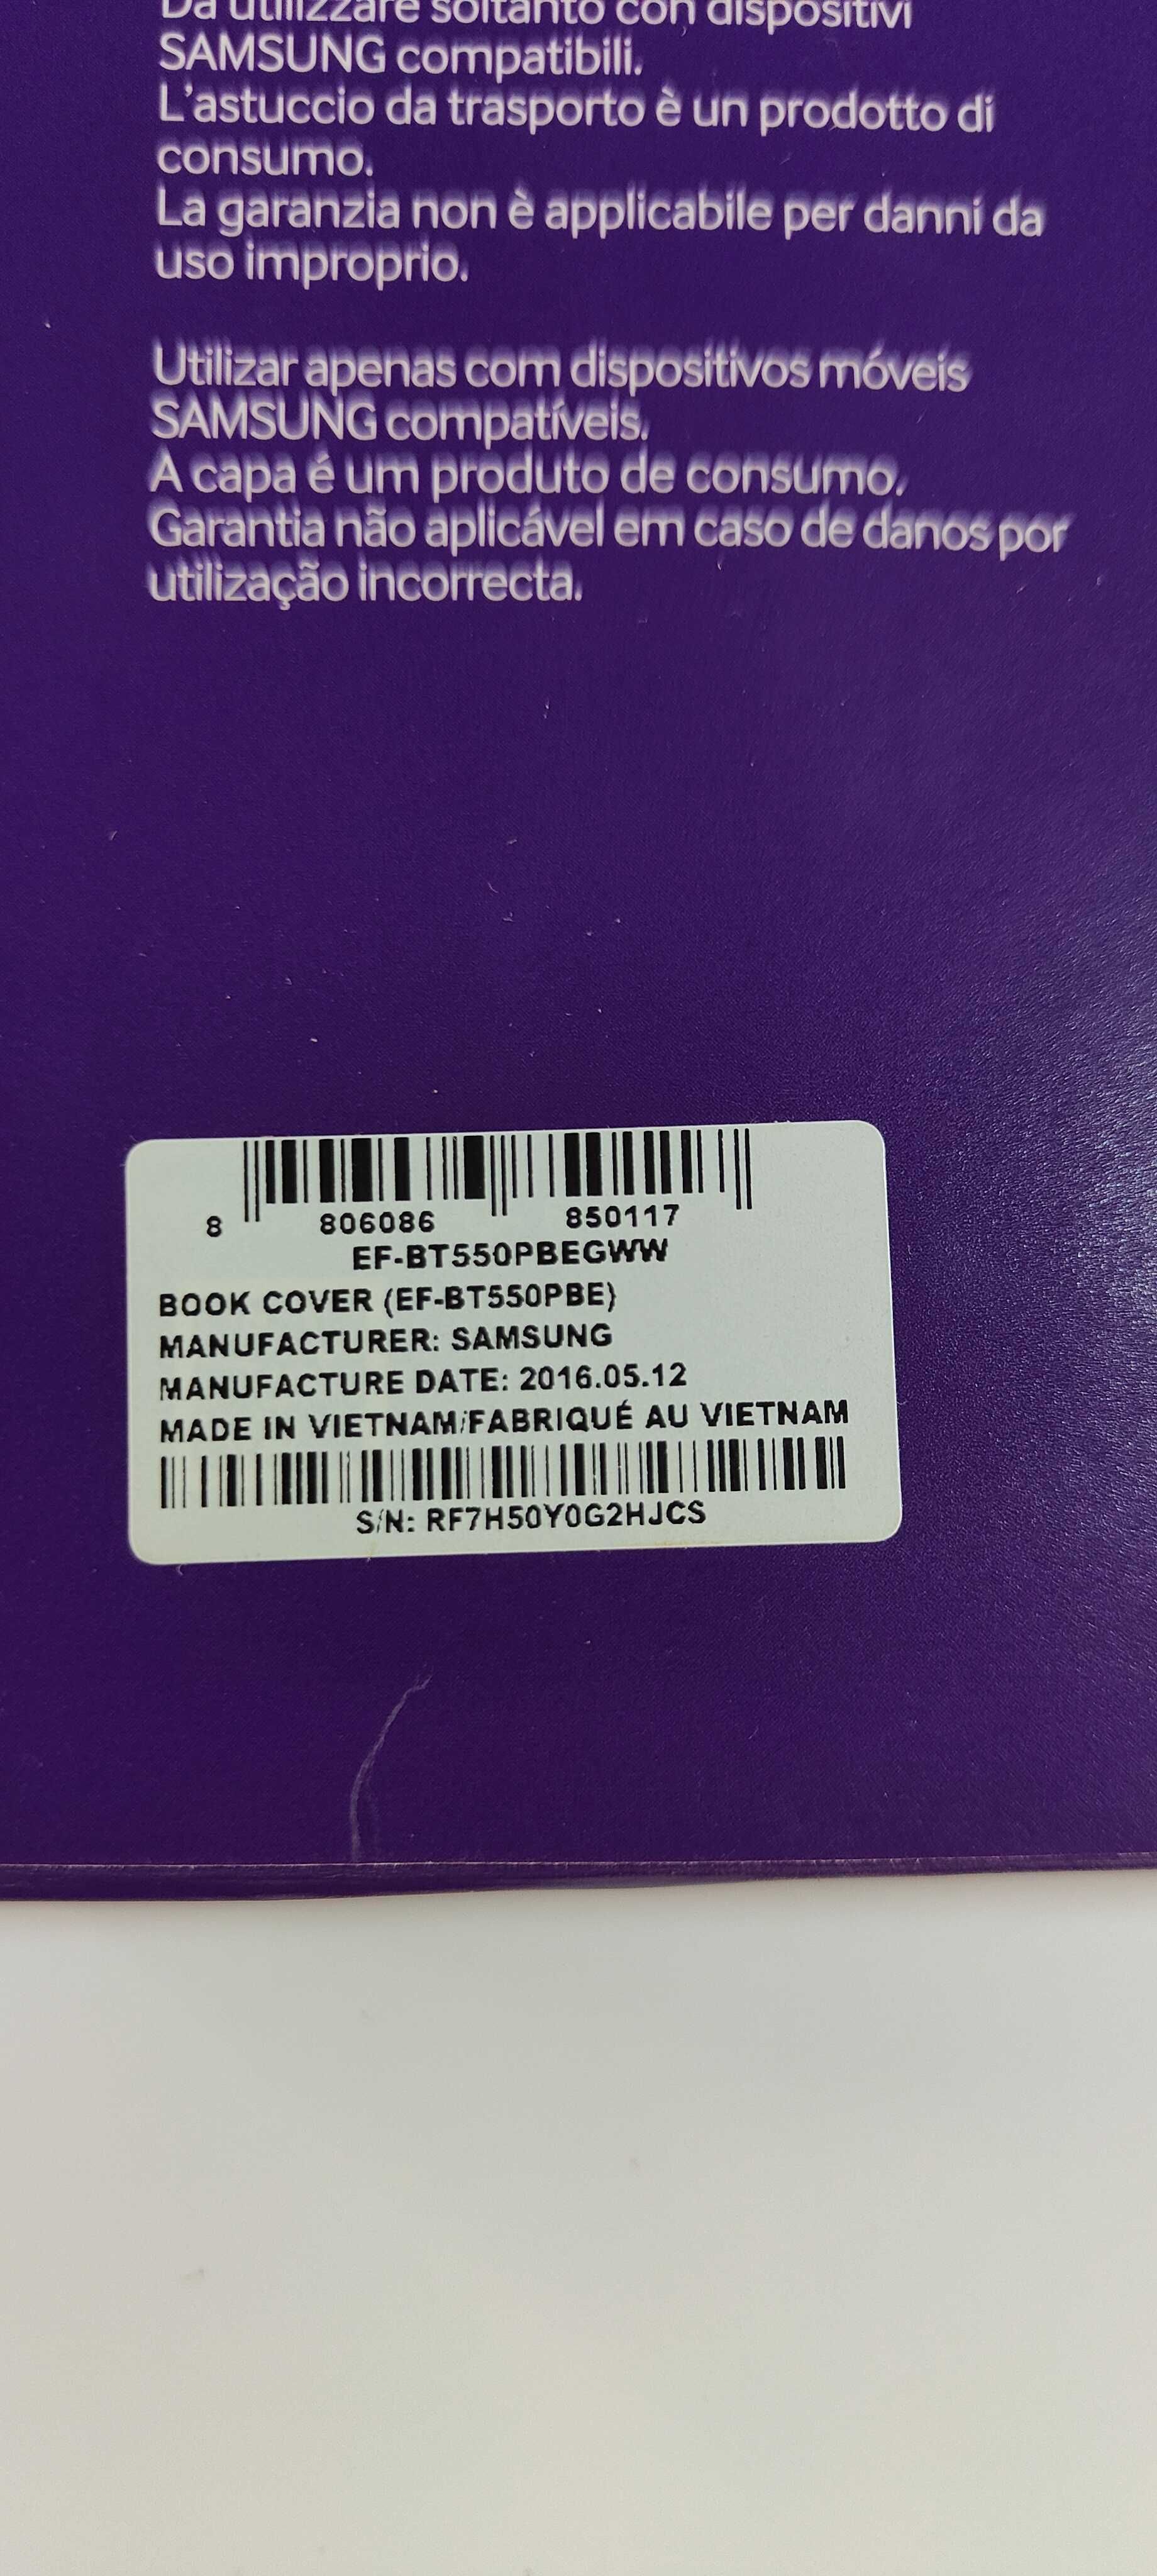 Da utilizzare soltanto con dispositivi
SAMSUNG compatibili.
L'astuccio da trasporto è un prodotto di
consumo.
La garanzia non è applicabile per danni da
uso improprio.
Utilizar apenas com dispositivos móveis
SAMSUNG compatíveis.
A capa é um produto de consumo.
Garantia não aplicável em caso de danos por
utilização incorrecta.
8 806086 850117
EF-BT550PBEGWW
BOOK COVER (EF-BT550PBE)
MANUFACTURER: SAMSUNG
MANUFACTURE DATE: 2016.05.12
MADE IN VIETNAM/FABRIQUÉ AU VIETNAM
S/N: RF7H50Y0G2HJCS